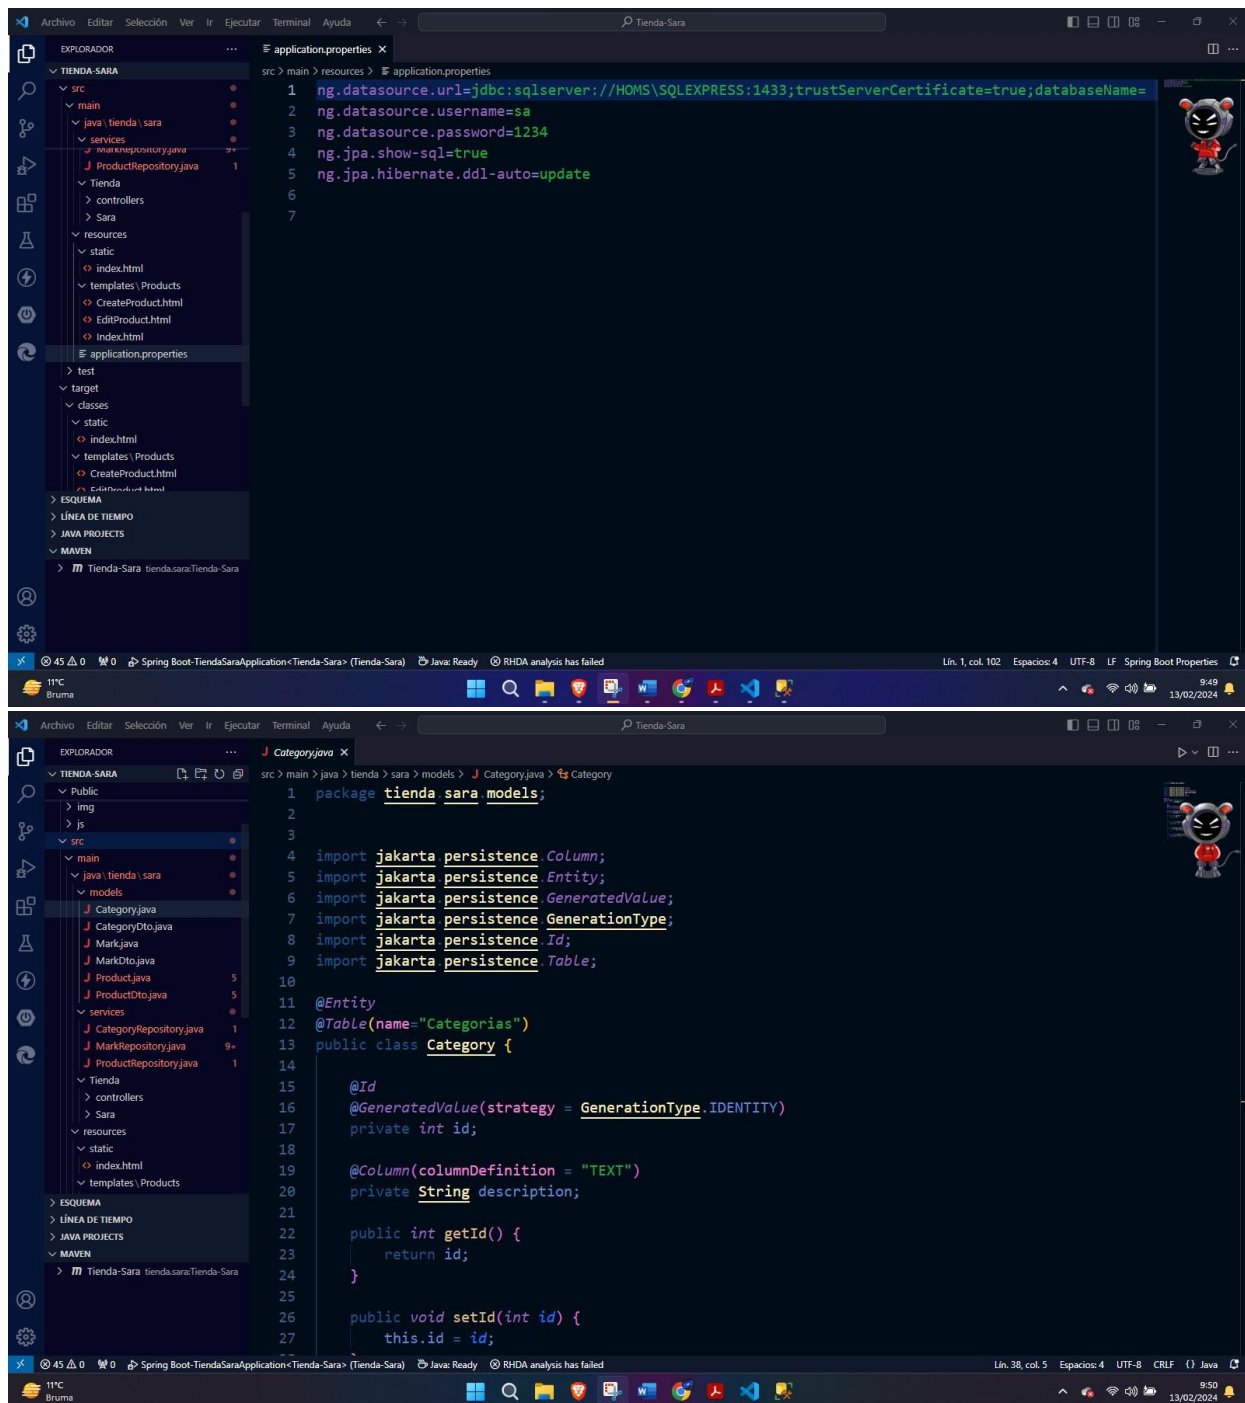 Archivo Editar Selección Ver Ir Ejecutar Terminal Ayuda Tienda-Sara
EXPLORADOR
TIENDA-SARA
src
main
java\tienda\sara
services
MarkRepository.java 9+
ProductRepository.java 1
Tienda
controllers
Sara
resources
static
index.html
templates\Products
CreateProduct.html
EditProduct.html
Index.html
application.properties
test
target
classes
static
index.html
templates\Products
CreateProduct.html
EditProduct.html
ESQUEMA
LÍNEA DE TIEMPO
JAVA PROJECTS
MAVEN
Tienda-Sara tienda.sara:Tienda-Sara
application.properties
src > main > resources > application.properties
1 ng.datasource.url=jdbc:sqlserver://HOMS\SQLEXPRESS:1433;trustServerCertificate=true;databaseName=
2 ng.datasource.username=sa
3 ng.datasource.password=1234
4 ng.jpa.show-sql=true
5 ng.jpa.hibernate.ddl-auto=update
6
7
45 0 0 Spring Boot-TiendaSaraApplication<Tienda-Sara> (Tienda-Sara) Java: Ready RHDA analysis has failed Lín. 1, col. 102 Espacios: 4 UTF-8 LF Spring Boot Properties
11°C
Bruma
9:49
13/02/2024
Archivo Editar Selección Ver Ir Ejecutar Terminal Ayuda Tienda-Sara
EXPLORADOR
TIENDA-SARA
Public
img
js
src
main
java\tienda\sara
models
Category.java
CategoryDto.java
Mark.java
MarkDto.java
Product.java 5
ProductDto.java 5
services
CategoryRepository.java 1
MarkRepository.java 9+
ProductRepository.java 1
Tienda
controllers
Sara
resources
static
index.html
templates\Products
ESQUEMA
LÍNEA DE TIEMPO
JAVA PROJECTS
MAVEN
Tienda-Sara tienda.sara:Tienda-Sara
Category.java
src > main > java > tienda > sara > models > Category.java > Category
1 package tienda.sara.models;
2
3
4 import jakarta.persistence.Column;
5 import jakarta.persistence.Entity;
6 import jakarta.persistence.GeneratedValue;
7 import jakarta.persistence.GenerationType;
8 import jakarta.persistence.Id;
9 import jakarta.persistence.Table;
10
11 @Entity
12 @Table(name="Categorias")
13 public class Category {
14
15 @Id
16 @GeneratedValue(strategy = GenerationType.IDENTITY)
17 private int id;
18
19 @Column(columnDefinition = "TEXT")
20 private String description;
21
22 public int getId() {
23 return id;
24 }
25
26 public void setId(int id) {
27 this.id = id;
45 0 0 Spring Boot-TiendaSaraApplication<Tienda-Sara> (Tienda-Sara) Java: Ready RHDA analysis has failed Lín. 38, col. 5 Espacios: 4 UTF-8 CRLF {} Java
11°C
Bruma
9:50
13/02/2024